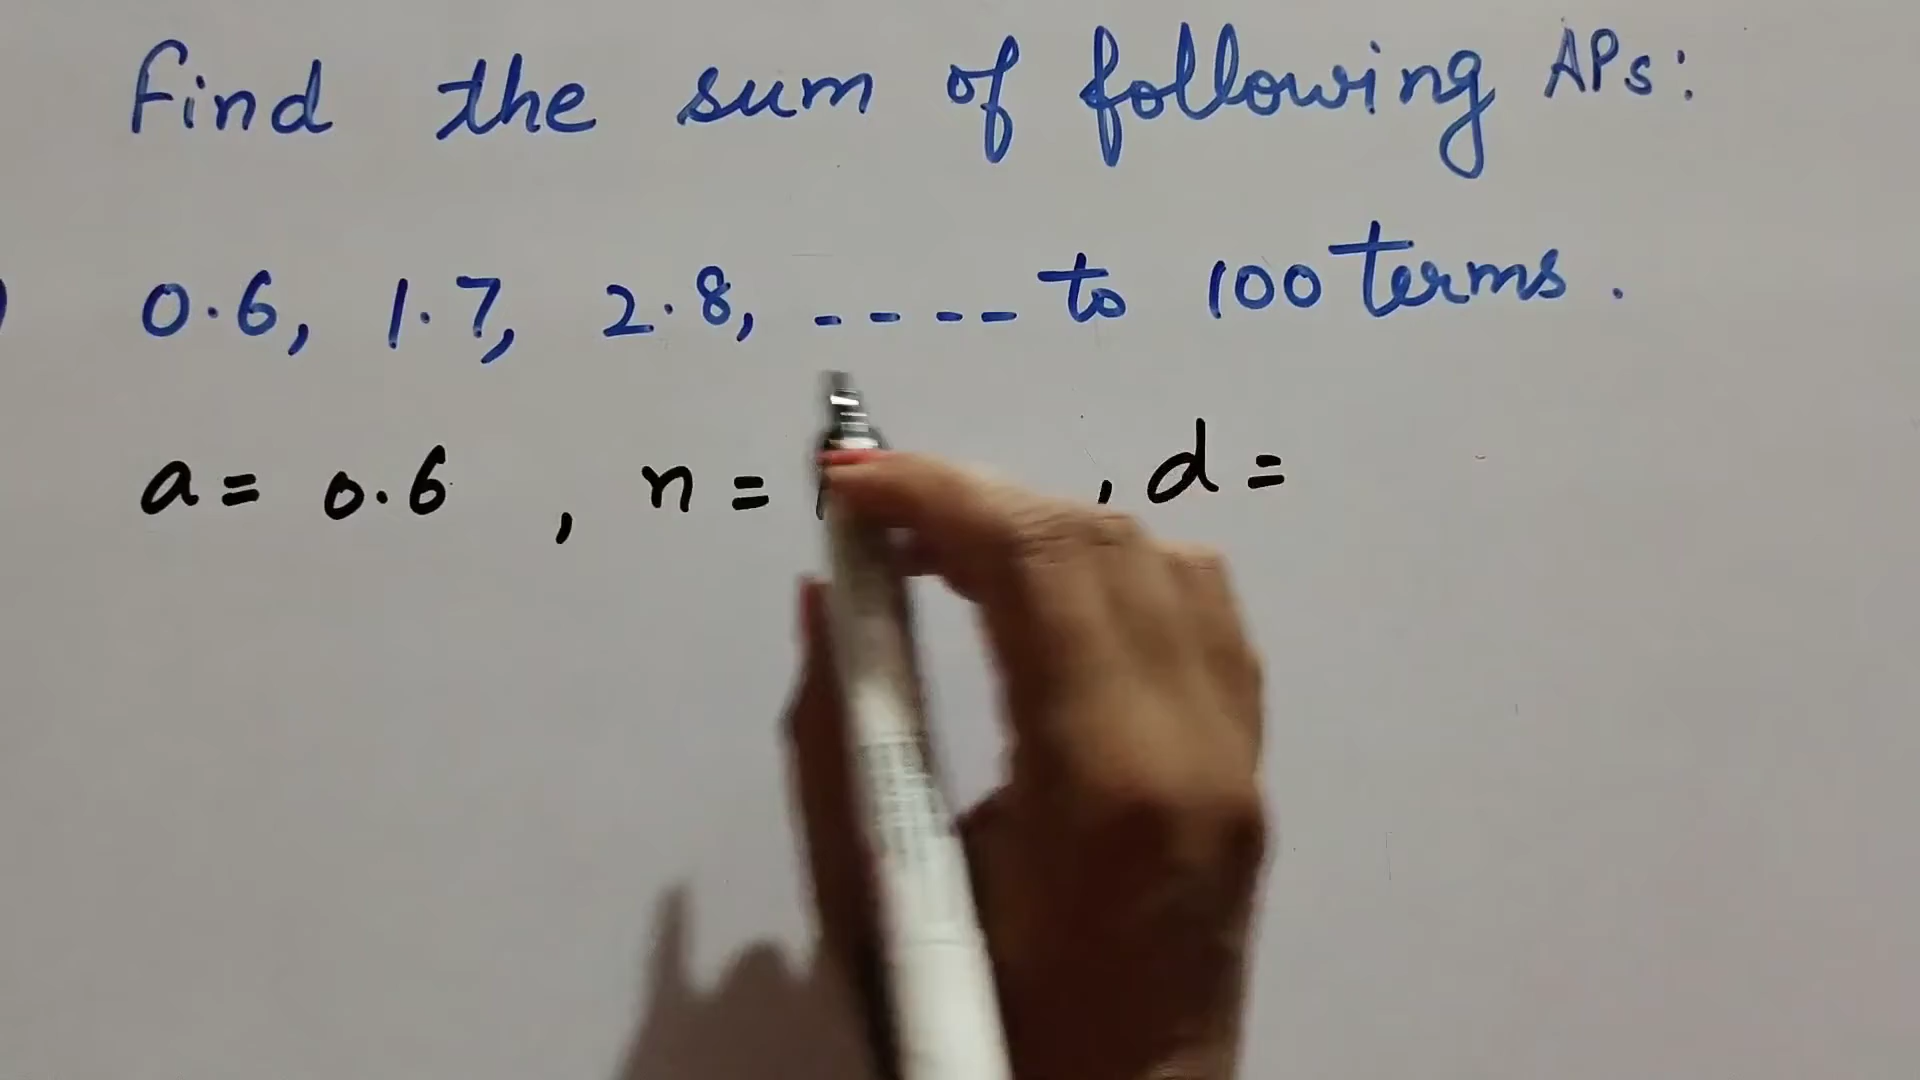 Find the sum of following APs:
) 0.6, 1.7, 2.8, ---- to 100 terms.
a = 0.6 , n = , d =